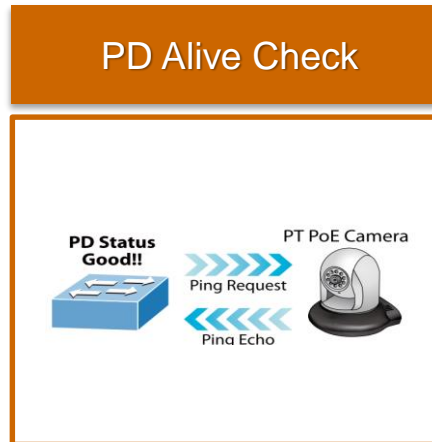 PD Alive Check
PD Status
Good!!
PT PoE Camera
Ping Request
Ping Echo